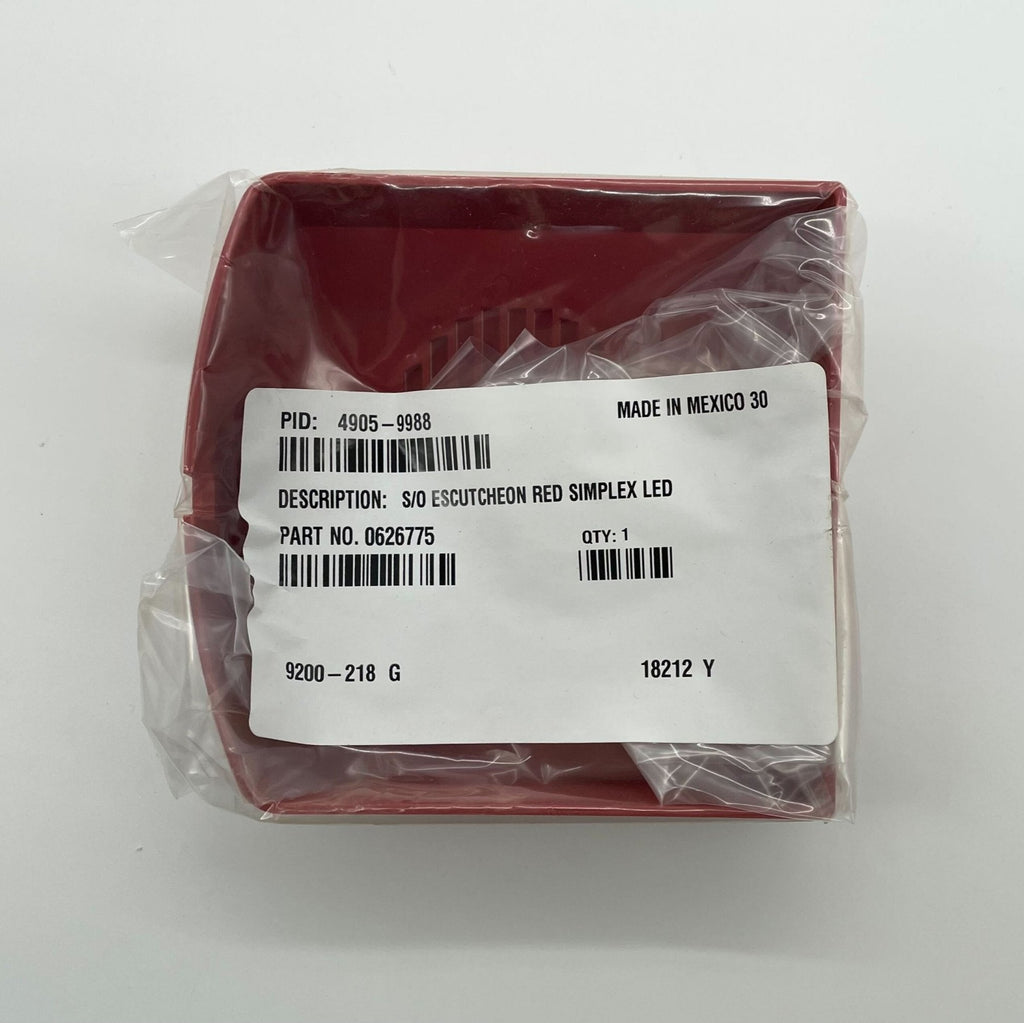 PID: 4905-9988
MADE IN MEXICO 30
DESCRIPTION: S/O ESCUTCHEON RED SIMPLEX LED
PART NO. 0626775
QTY: 1
9200-218 G
18212 Y